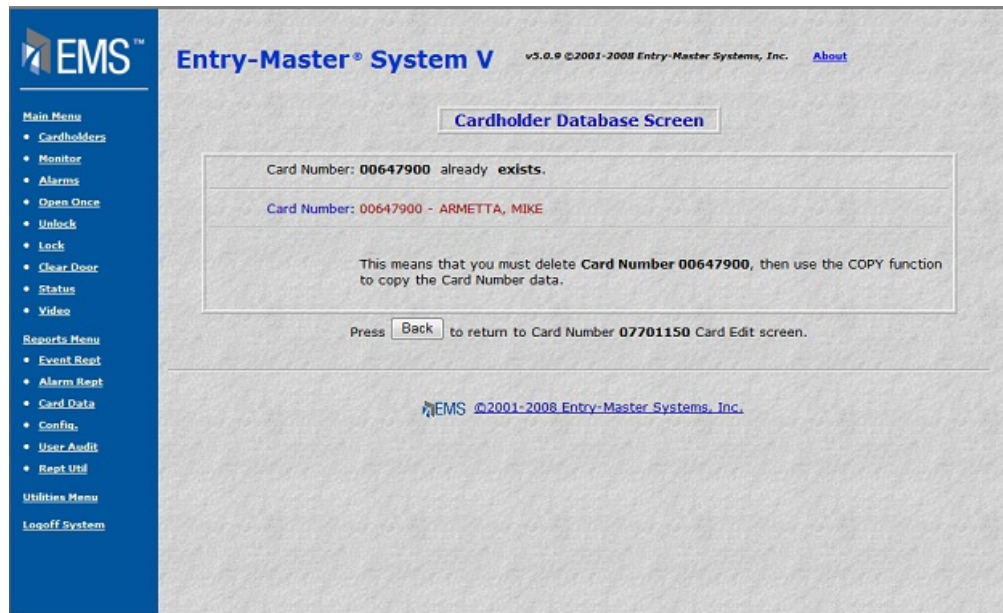 EMS™
Entry-Master® System V v5.0.9 ©2001-2008 Entry-Master Systems, Inc. About
Main Menu
Cardholders
Monitor
Alarms
Open Once
Unlock
Lock
Clear Door
Status
Video
Reports Menu
Event Rept
Alarm Rept
Card Data
Config.
User Audit
Rept Util
Utilities Menu
Logoff System
Cardholder Database Screen
Card Number: 00647900 already exists.
Card Number: 00647900 - ARMETTA, MIKE
This means that you must delete Card Number 00647900, then use the COPY function
to copy the Card Number data.
Press Back to return to Card Number 07701150 Card Edit screen.
EMS ©2001-2008 Entry-Master Systems, Inc.